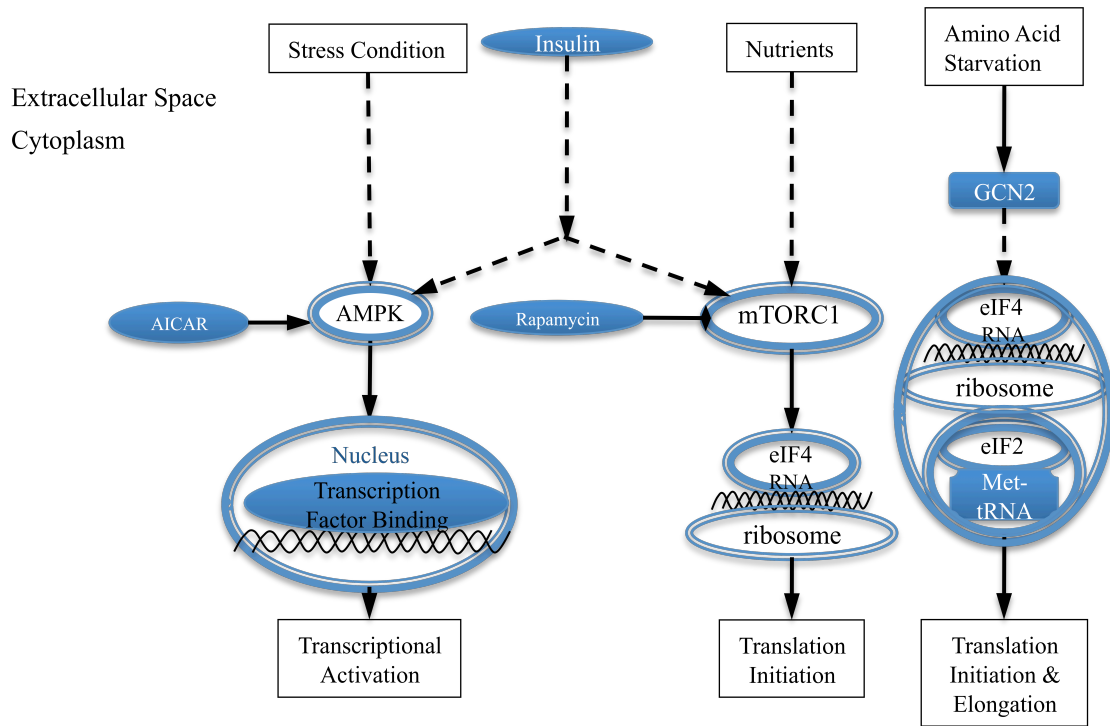 Stress Condition
Insulin
Nutrients
Amino Acid
Starvation
Extracellular Space
Cytoplasm
GCN2
AICAR
AMPK
Rapamycin
mTORC1
eIF4
RNA
ribosome
eIF2
Met-
tRNA
Nucleus
Transcription
Factor Binding
eIF4
RNA
ribosome
Transcriptional
Activation
Translation
Initiation
Translation
Initiation &
Elongation